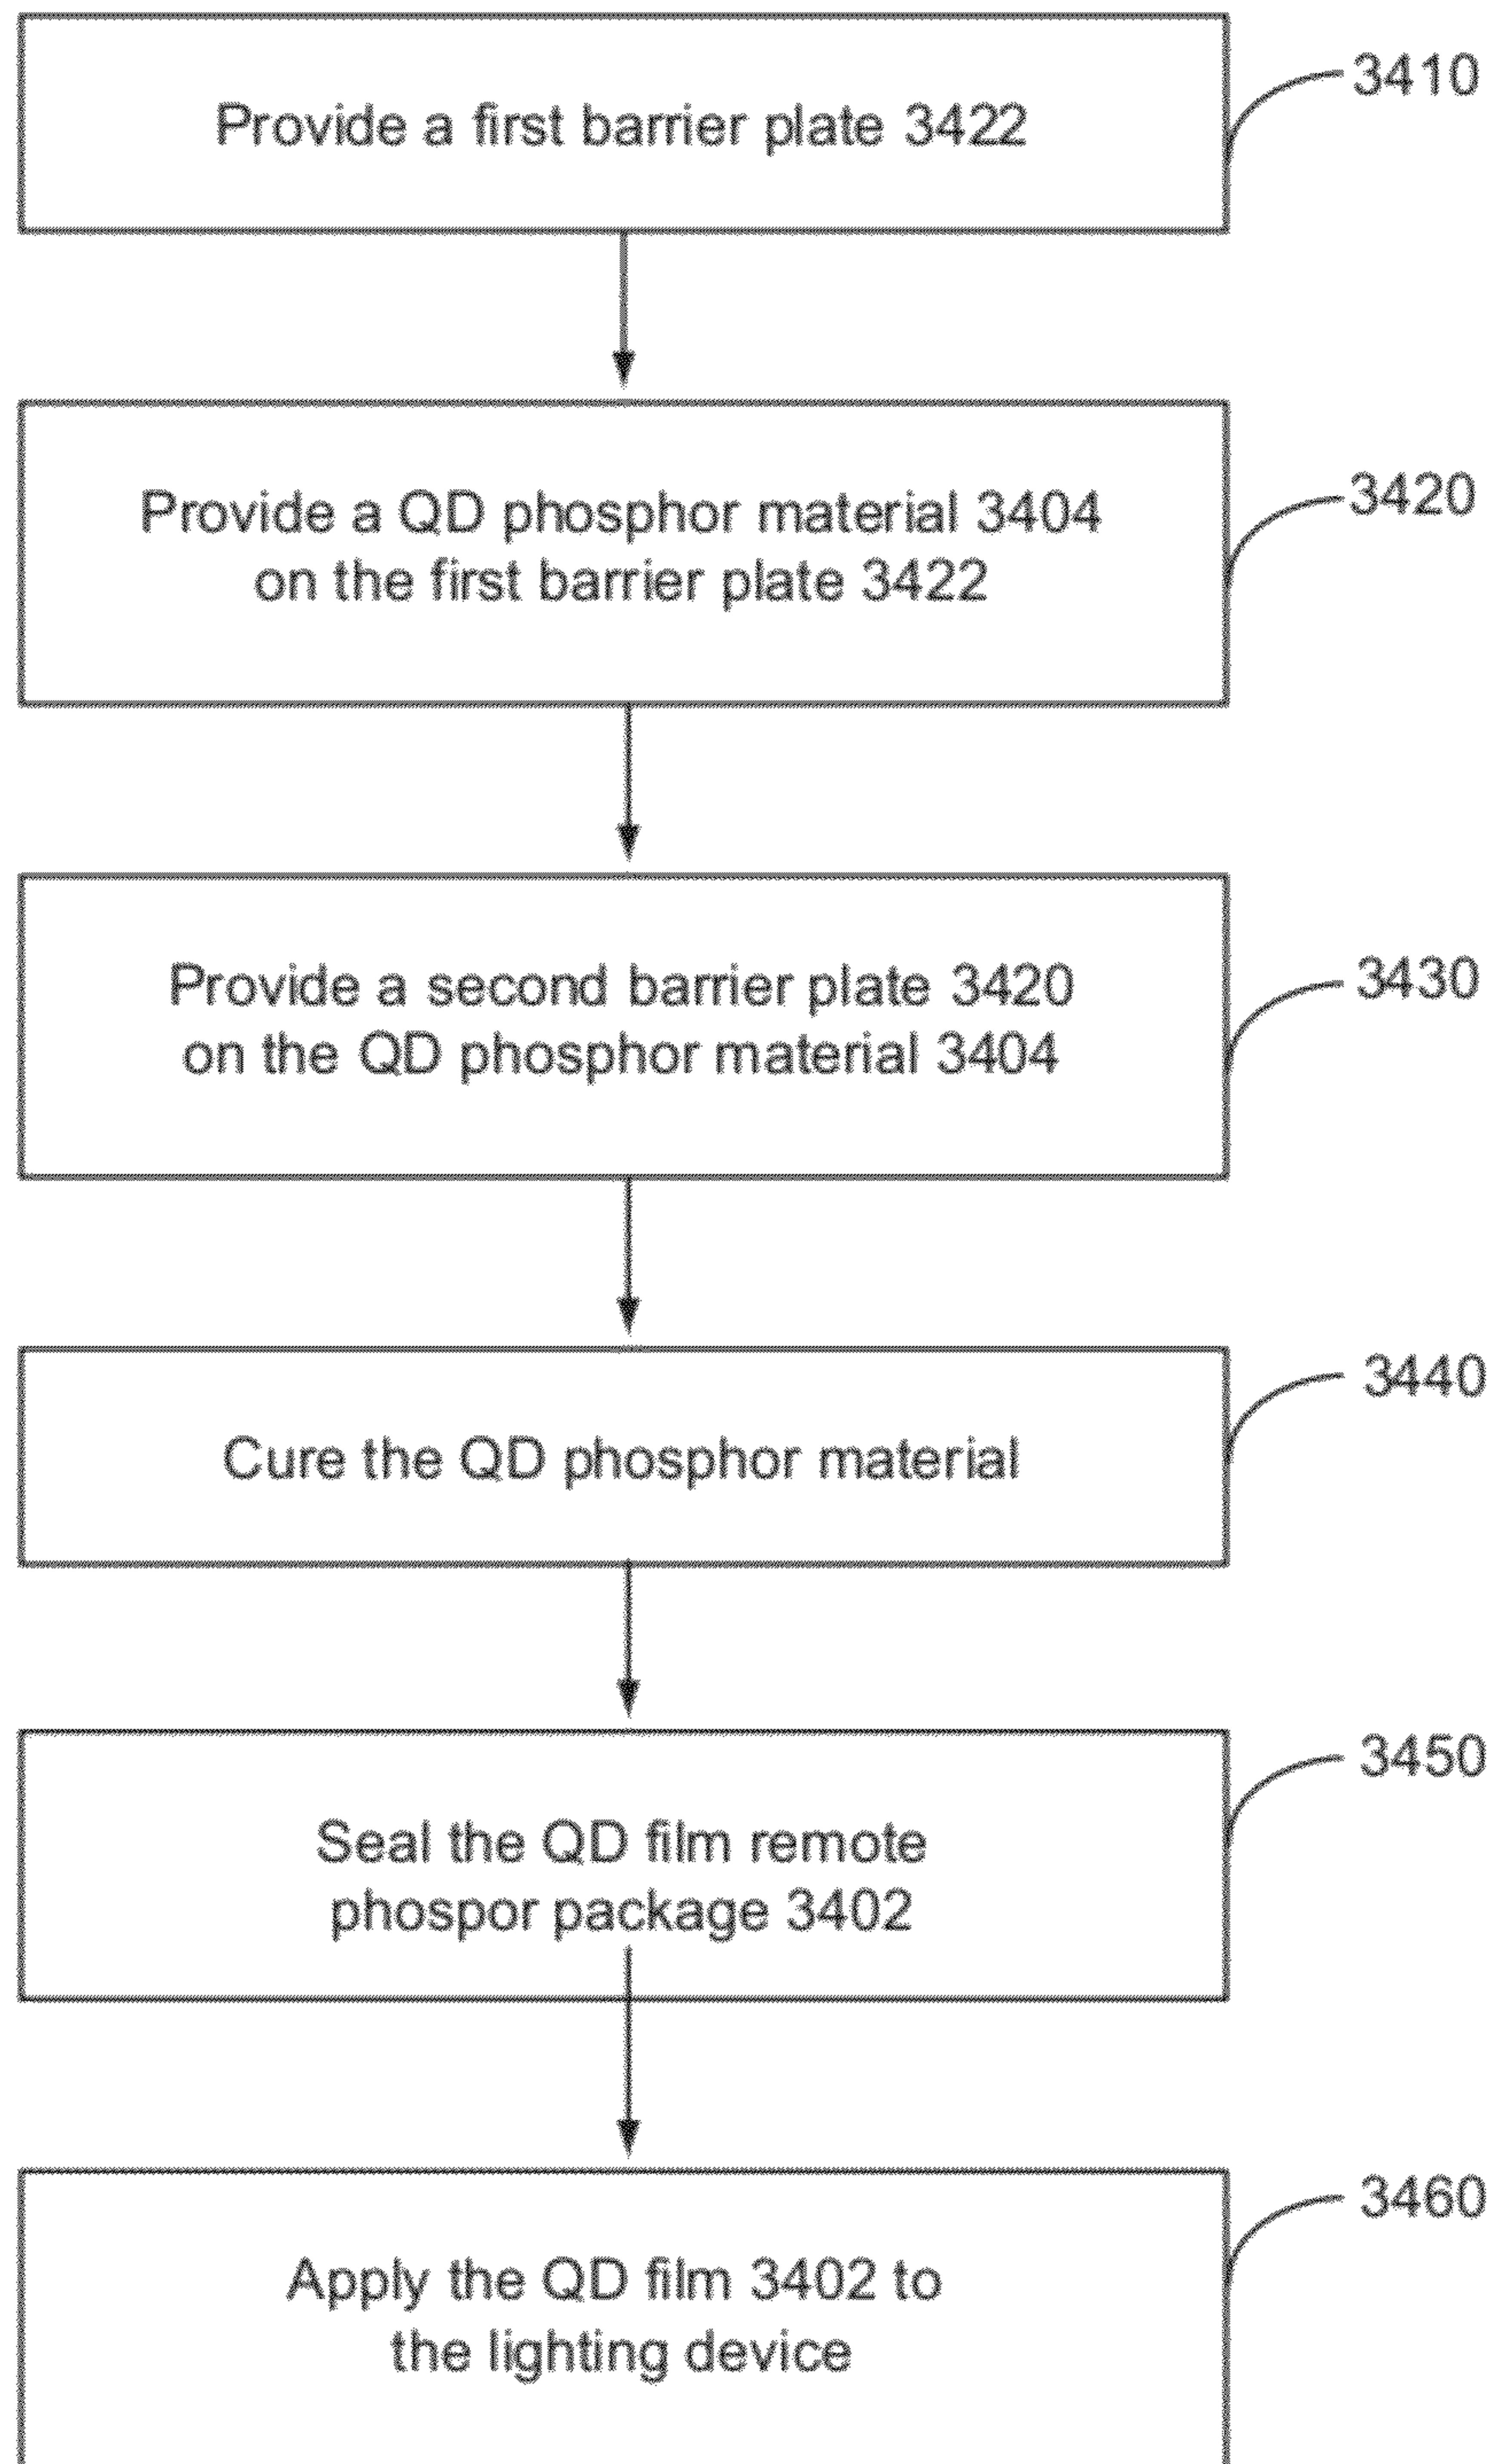 Provide a first barrier plate 3422
3410
Provide a QD phosphor material 3404
on the first barrier plate 3422
3420
Provide a second barrier plate 3420
on the QD phosphor material 3404
3430
Cure the QD phosphor material
3440
Seal the QD film remote
phospor package 3402
3450
Apply the QD film 3402 to
the lighting device
3460